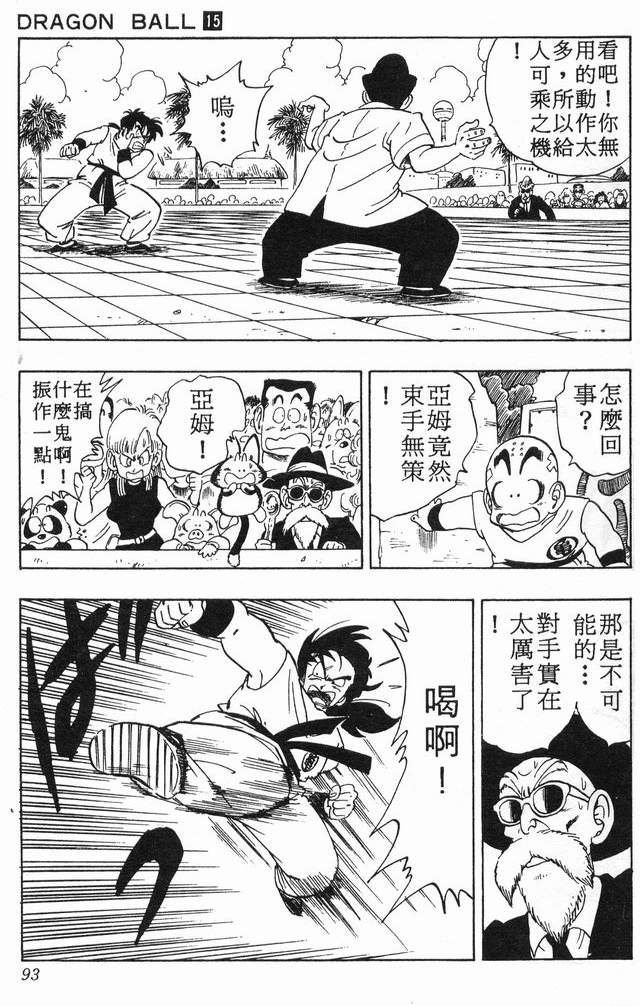 DRAGON BALL 15
看吧！你無
用的動作太
多，所以給
人可乘之機
！
嗚…
怎麼回
事？
亞姆竟然
束手無策
！
亞姆！
在搞
什麼鬼啊！
振作一點！
那是不可
能的…
對手實在
太厲害了
！
喝啊！
ばっ
93